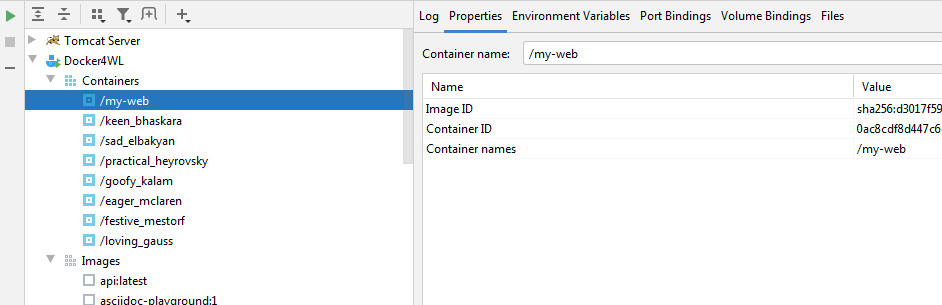 Tomcat Server
Docker4WL
Containers
/my-web
/keen_bhaskara
/sad_elbakyan
/practical_heyrovsky
/goofy_kalam
/eager_mclaren
/festive_mestorf
/loving_gauss
Images
api:latest
asciidoc-playground:1
Log Properties Environment Variables Port Bindings Volume Bindings Files
Container name: /my-web
Name Value
Image ID sha256:d3017f59
Container ID 0ac8cdf8d447c6
Container names /my-web